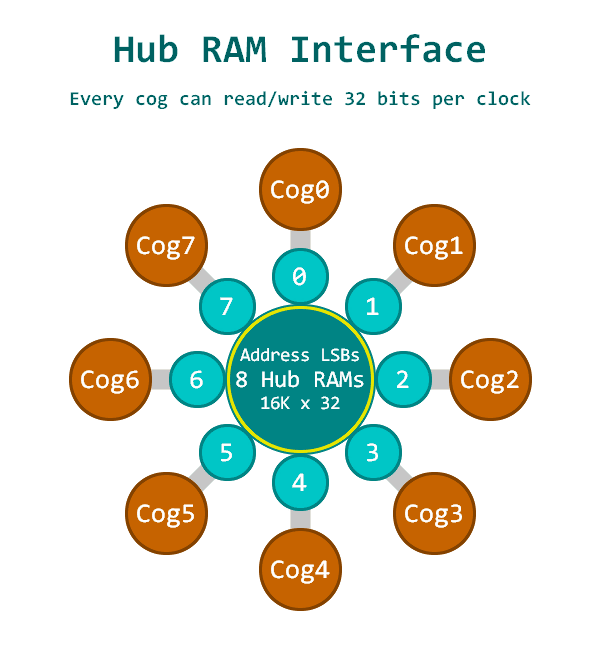 Hub RAM Interface
Every cog can read/write 32 bits per clock
Cog0
Cog7
Cog1
0
7
1
Address LSBs
8 Hub RAMs
16K x 32
Cog6
6
2
Cog2
5
3
4
Cog5
Cog3
Cog4